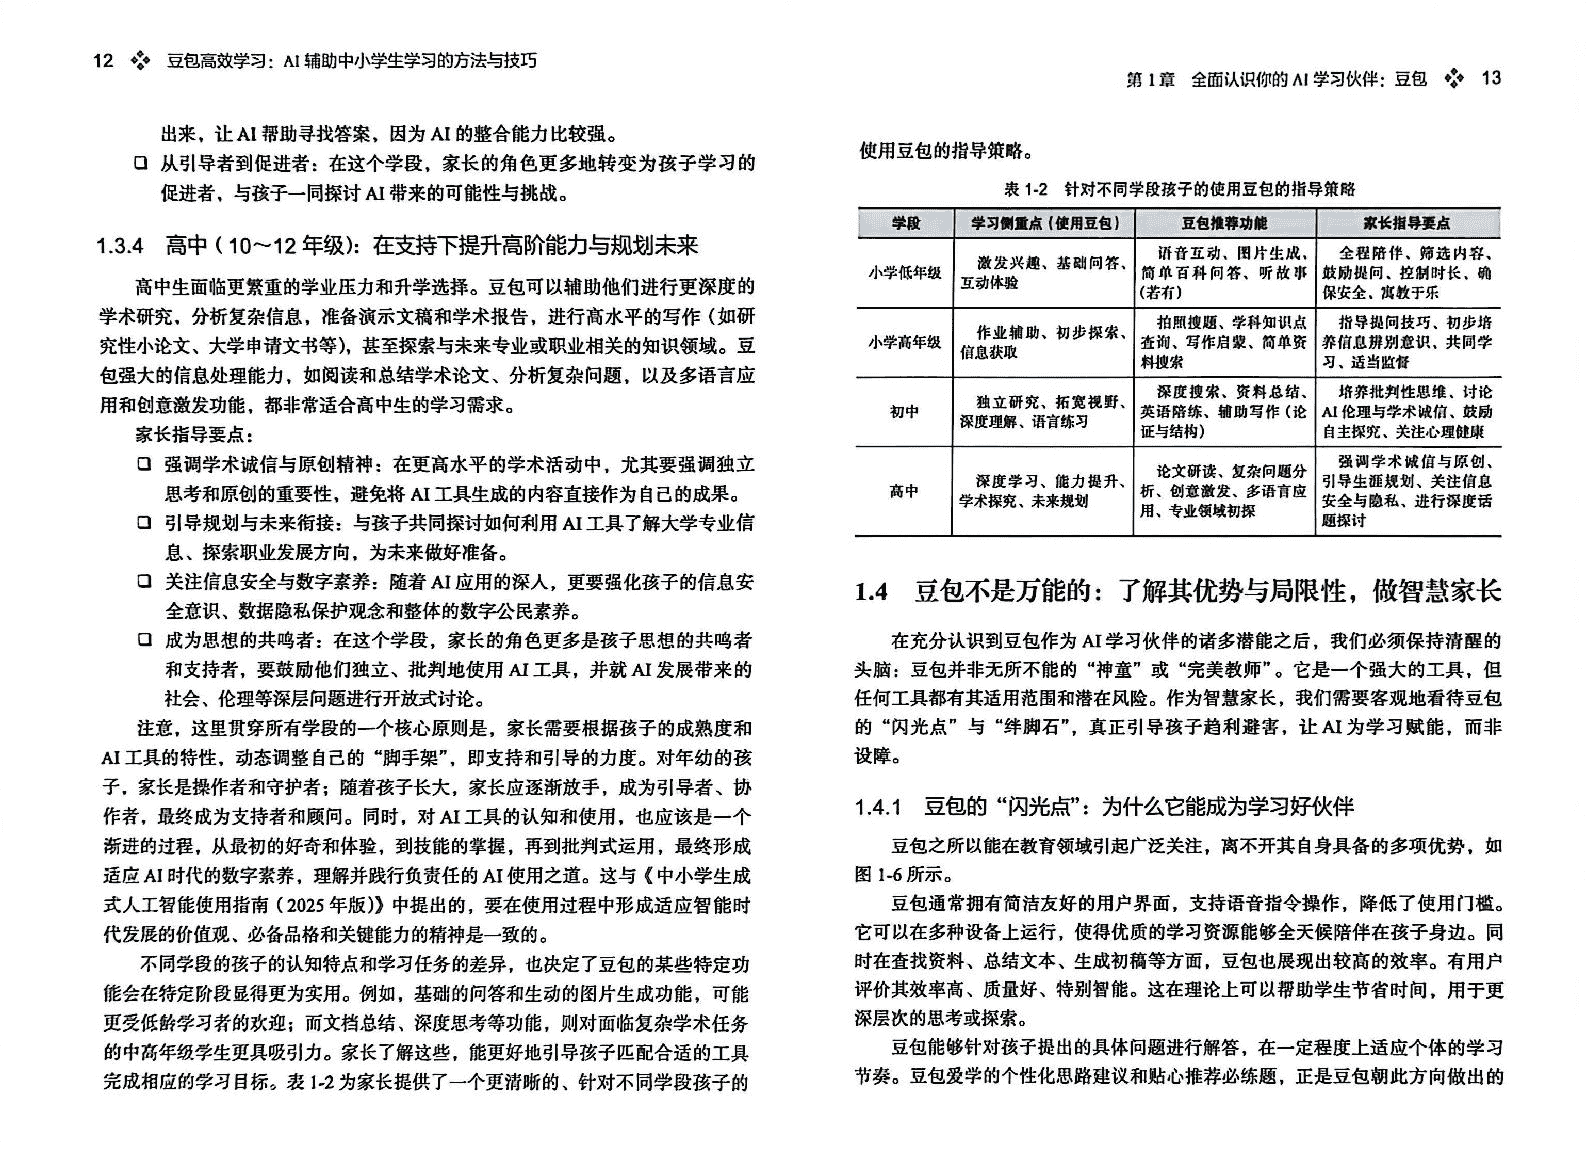 12 豆包高效学习：AI 辅助中小学生学习的方法与技巧
出来，让 AI 帮助寻找答案，因为 AI 的整合能力比较强。
❏ 从引导者到促进者：在这个学段，家长的角色更多地转变为孩子学习的
促进者，与孩子一同探讨 AI 带来的可能性与挑战。
1.3.4 高中（10～12 年级）：在支持下提升高阶能力与规划未来
高中生面临更繁重的学业压力和升学选择。豆包可以辅助他们进行更深度的
学术研究，分析复杂信息，准备演示文稿和学术报告，进行高水平的写作（如研
究性小论文、大学申请文书等），甚至探索与未来专业或职业相关的知识领域。豆
包强大的信息处理能力，如阅读和总结学术论文、分析复杂问题，以及多语言应
用和创意激发功能，都非常适合高中生的学习需求。
家长指导要点：
❏ 强调学术诚信与原创精神：在更高水平的学术活动中，尤其要强调独立
思考和原创的重要性，避免将 AI 工具生成的内容直接作为自己的成果。
❏ 引导规划与未来衔接：与孩子共同探讨如何利用 AI 工具了解大学专业信
息、探索职业发展方向，为未来做好准备。
❏ 关注信息安全与数字素养：随着 AI 应用的深人，更要强化孩子的信息安
全意识、数据隐私保护观念和整体的数字公民素养。
❏ 成为思想的共鸣者：在这个学段，家长的角色更多是孩子思想的共鸣者
和支持者，要鼓励他们独立、批判地使用 AI 工具，并就 AI 发展带来的
社会、伦理等深层问题进行开放式讨论。
注意，这里贯穿所有学段的一个核心原则是，家长需要根据孩子的成熟度和
AI 工具的特性，动态调整自己的“脚手架”，即支持和引导的力度。对年幼的孩
子，家长是操作者和守护者；随着孩子长大，家长应逐渐放手，成为引导者、协
作者，最终成为支持者和顾问。同时，对 AI 工具的认知和使用，也应该是一个
渐进的过程，从最初的好奇和体验，到技能的掌握，再到批判式运用，最终形成
适应 AI 时代的数字素养，理解并践行负责任的 AI 使用之道。这与《中小学生成
式人工智能使用指南（2025 年版）》中提出的，要在使用过程中形成适应智能时
代发展的价值观、必备品格和关键能力的精神是一致的。
不同学段的孩子的认知特点和学习任务的差异，也决定了豆包的某些特定功
能会在特定阶段显得更为实用。例如，基础的问答和生动的图片生成功能，可能
更受低龄学习者的欢迎；而文档总结、深度思考等功能，则对面临复杂学术任务
的中高年级学生更具吸引力。家长了解这些，能更好地引导孩子匹配合适的工具
完成相应的学习目标。表 1-2 为家长提供了一个更清晰的、针对不同学段孩子的
第 1 章 全面认识你的 AI 学习伙伴：豆包 13
使用豆包的指导策略。
表 1-2 针对不同学段孩子的使用豆包的指导策略
学段 学习侧重点（使用豆包） 豆包推荐功能 家长指导要点
小学低年级
激发兴趣、基础问答、
互动体验
语音互动、图片生成、
简单百科问答、听故事
（若有）
全程陪伴、筛选内容、
鼓励提问、控制时长、确
保安全、寓教于乐
小学高年级
作业辅助、初步探索、
信息获取
拍照搜题、学科知识点
查询、写作启蒙、简单资
料搜索
指导提问技巧、初步培
养信息辨别意识、共同学
习、适当监督
初中
独立研究、拓宽视野、
深度理解、语言练习
深度搜索、资料总结、
英语陪练、辅助写作（论
证与结构）
培养批判性思维、讨论
AI 伦理与学术诚信、鼓励
自主探究、关注心理健康
高中
深度学习、能力提升、
学术探究、未来规划
论文研读、复杂问题分
析、创意激发、多语言应
用、专业领域初探
强调学术诚信与原创、
引导生涯规划、关注信息
安全与隐私、进行深度话
题探讨
1.4 豆包不是万能的：了解其优势与局限性，做智慧家长
在充分认识到豆包作为 AI 学习伙伴的诸多潜能之后，我们必须保持清醒的
头脑：豆包并非无所不能的“神童”或“完美教师”。它是一个强大的工具，但
任何工具都有其适用范围和潜在风险。作为智慧家长，我们需要客观地看待豆包
的“闪光点”与“绊脚石”，真正引导孩子趋利避害，让 AI 为学习赋能，而非
设障。
1.4.1 豆包的“闪光点”：为什么它能成为学习好伙伴
豆包之所以能在教育领域引起广泛关注，离不开其自身具备的多项优势，如
图 1-6 所示。
豆包通常拥有简洁友好的用户界面，支持语音指令操作，降低了使用门槛。
它可以在多种设备上运行，使得优质的学习资源能够全天候陪伴在孩子身边。同
时在查找资料、总结文本、生成初稿等方面，豆包也展现出较高的效率。有用户
评价其效率高、质量好、特别智能。这在理论上可以帮助学生节省时间，用于更
深层次的思考或探索。
豆包能够针对孩子提出的具体问题进行解答，在一定程度上适应个体的学习
节奏。豆包爱学的个性化思路建议和贴心推荐必练题，正是豆包朝此方向做出的